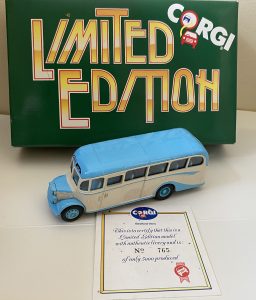 CORGI
LIMITED
EDITION
CORGI
This is to certify that this is a
Limited Edition model
with authentic livery and is
No 765
of only 5000 produced